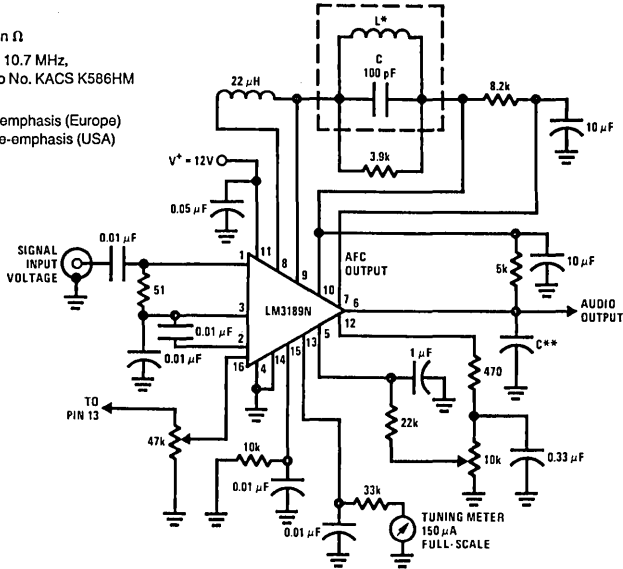 n Ω
10.7 MHz,
o No. KACS K586HM
emphasis (Europe)
e-emphasis (USA)
L*
C
100 pF
22 μH
8.2k
10 μF
3.9k
V+ = 12V
0.05 μF
0.01 μF
SIGNAL
INPUT
VOLTAGE
1
11
8
9
10
AFC
OUTPUT
5k
10 μF
51
3
LM3189N
7
6
AUDIO
OUTPUT
0.01 μF
2
12
C**
0.01 μF
16
4
14
15
13
5
1 μF
470
TO
PIN 13
47k
22k
10k
0.33 μF
10k
0.01 μF
33k
0.01 μF
TUNING METER
150 μA
FULL-SCALE